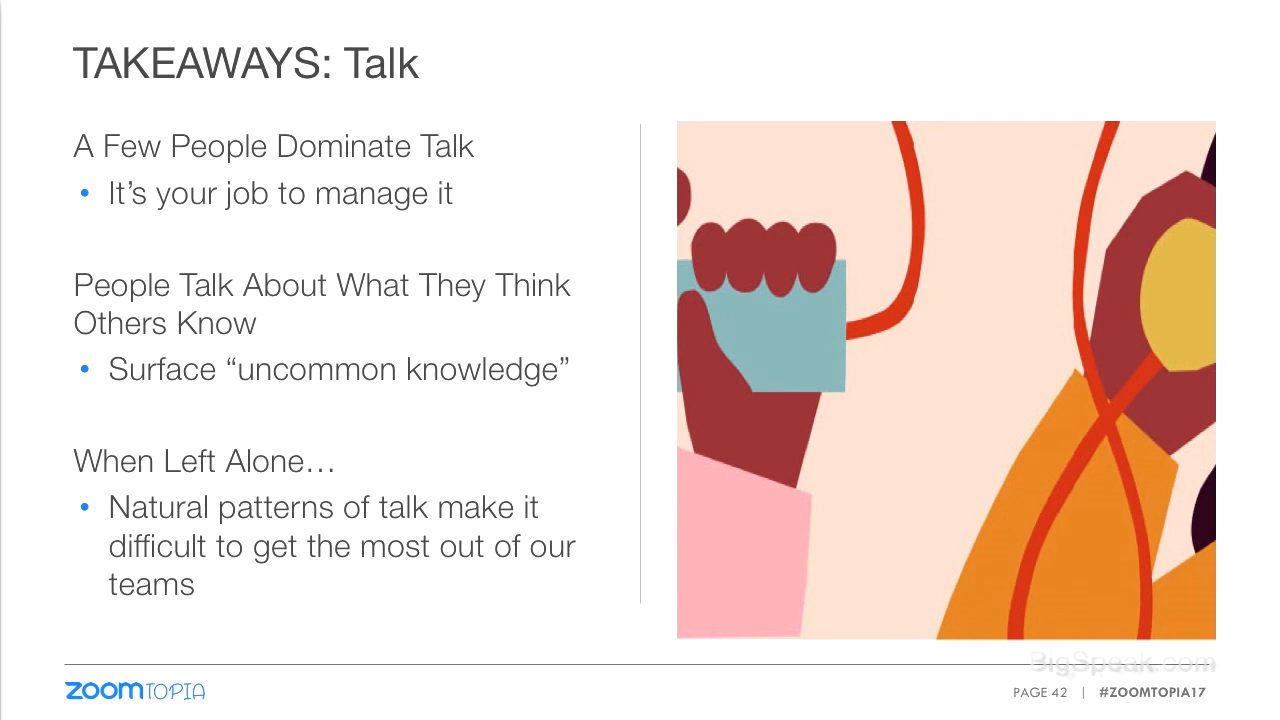 TAKEAWAYS: Talk
A Few People Dominate Talk
• It’s your job to manage it
People Talk About What They Think
Others Know
• Surface “uncommon knowledge”
When Left Alone…
• Natural patterns of talk make it
difficult to get the most out of our
teams
BigSpeak.com
zoomTOPIA
PAGE 42 | #ZOOMTOPIA17